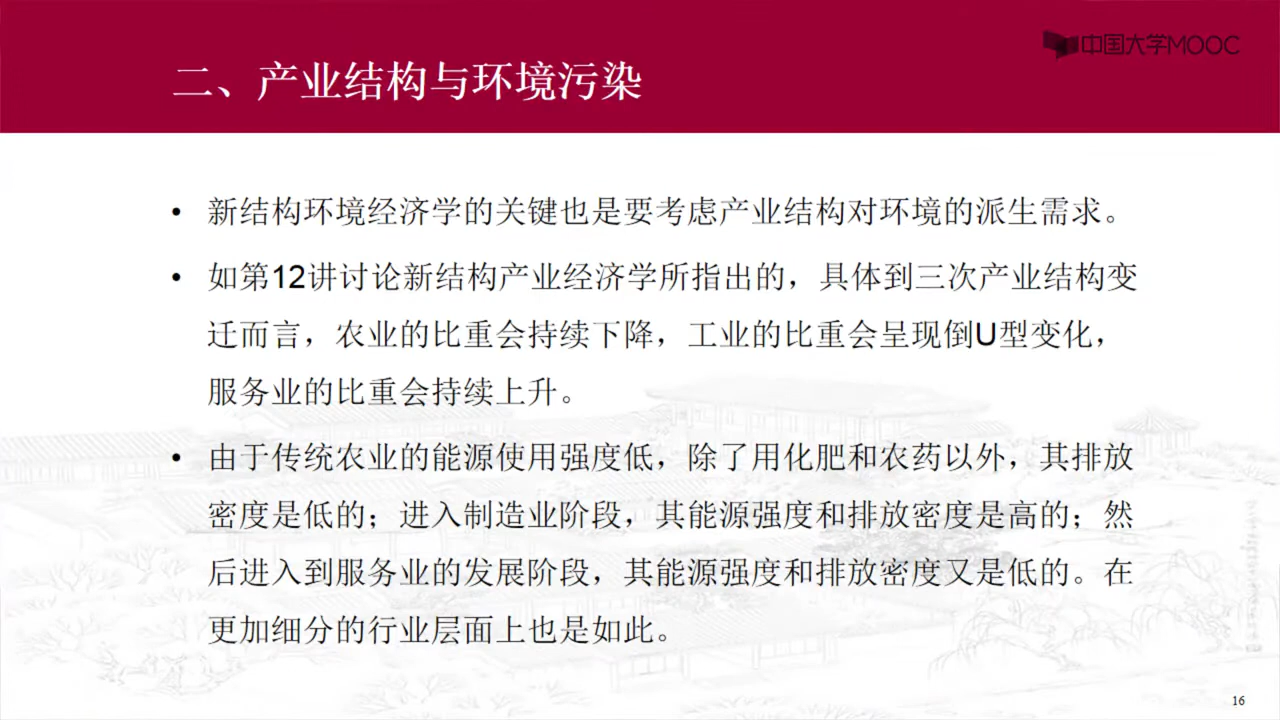 中国大学MOOC
二、产业结构与环境污染
• 新结构环境经济学的关键也是要考虑产业结构对环境的派生需求。
• 如第12讲讨论新结构产业经济学所指出的，具体到三次产业结构变
迁而言，农业的比重会持续下降，工业的比重会呈现倒U型变化，
服务业的比重会持续上升。
• 由于传统农业的能源使用强度低，除了用化肥和农药以外，其排放
密度是低的；进入制造业阶段，其能源强度和排放密度是高的；然
后进入到服务业的发展阶段，其能源强度和排放密度又是低的。在
更加细分的行业层面上也是如此。
16